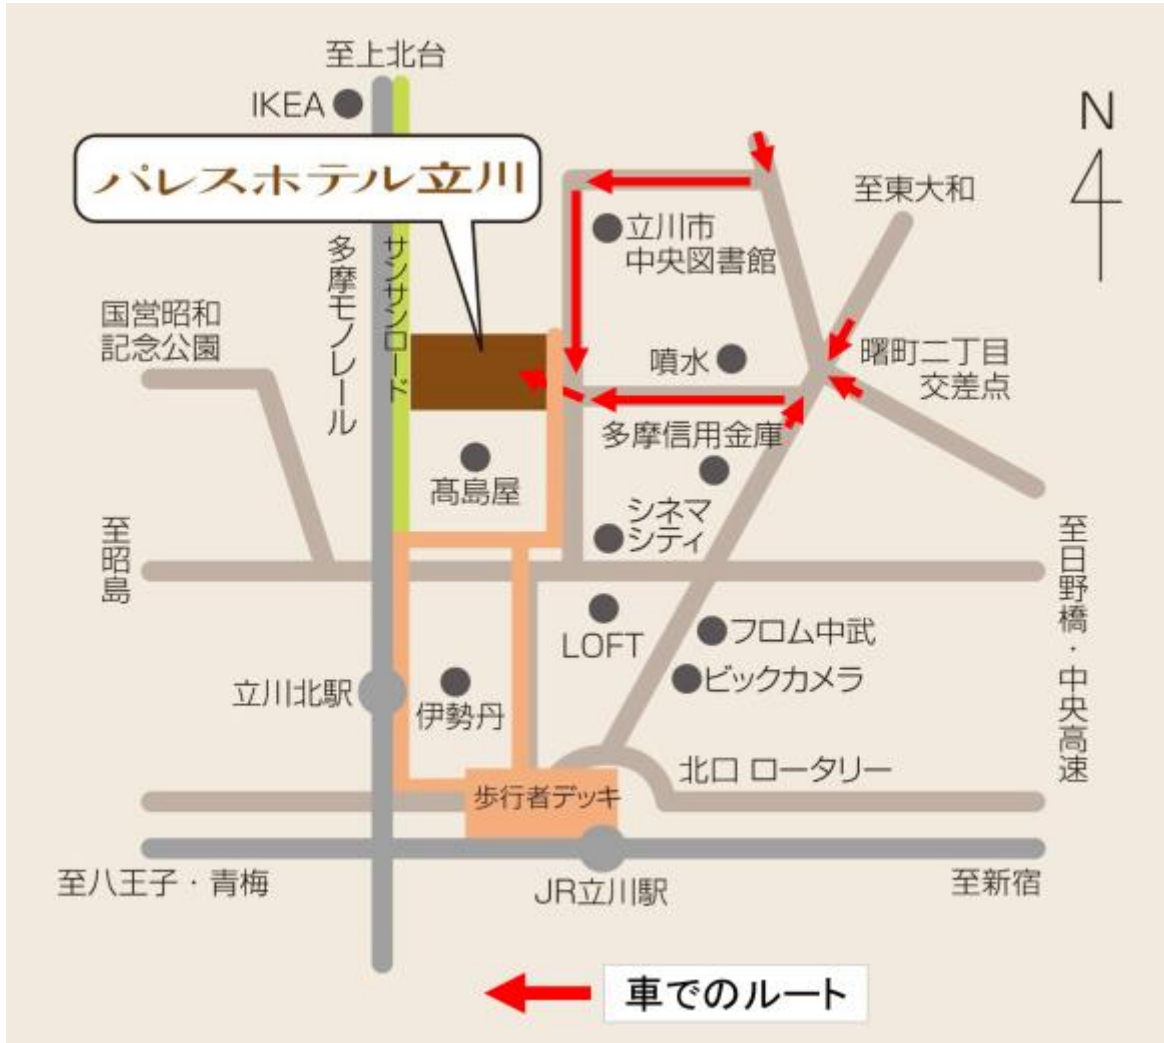 至上北台
IKEA
N
パレスホテル立川
至東大和
立川市
中央図書館
多摩モノレール
サンサンロード
国営昭和
記念公園
噴水
曙町二丁目
交差点
多摩信用金庫
髙島屋
シネマ
シティ
至昭島
至日野橋・中央高速
LOFT
フロム中武
ビックカメラ
立川北駅
伊勢丹
北口 ロータリー
歩行者デッキ
至八王子・青梅
JR立川駅
至新宿
車でのルート